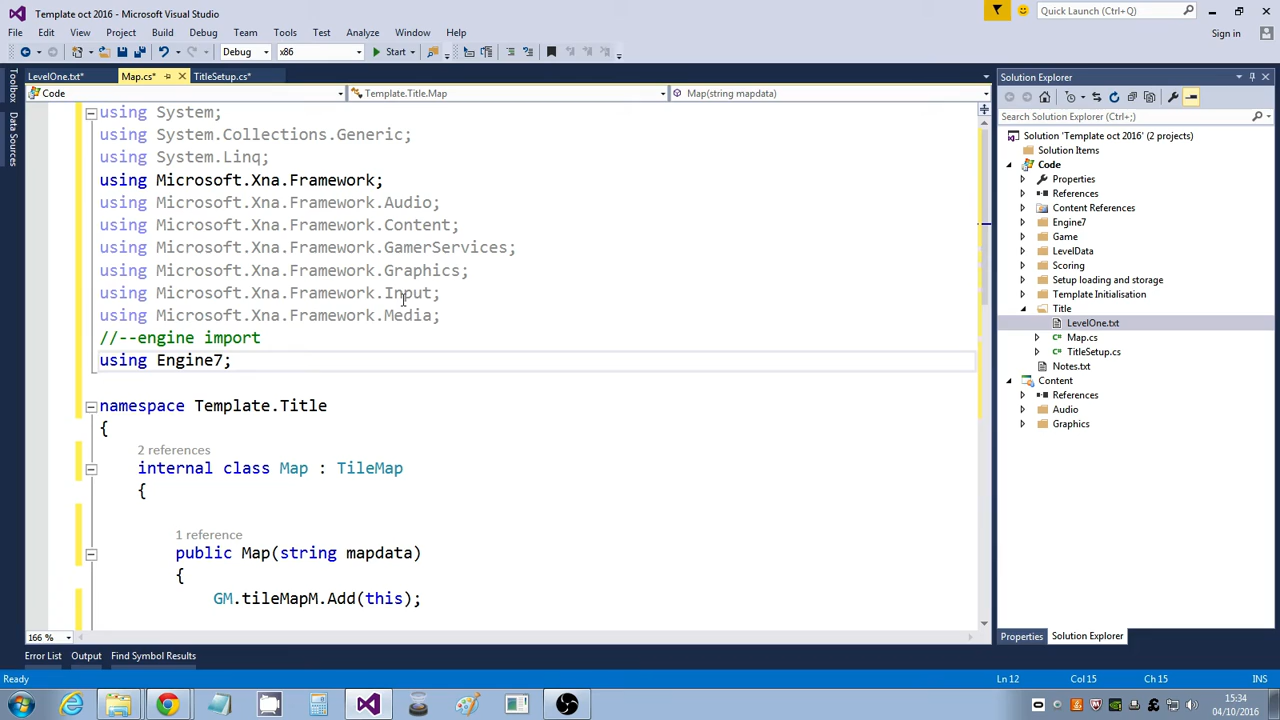 Template oct 2016 - Microsoft Visual Studio
Quick Launch (Ctrl+;)
File Edit View Project Build Debug Team Tools Test Analyze Window Help
Sign in
Debug x86 Start
Toolbox
Data Sources
LevelOne.txt* Map.cs* TitleSetup.cs*
Code Template.Title.Map Map(string mapdata)
using System;
using System.Collections.Generic;
using System.Linq;
using Microsoft.Xna.Framework;
using Microsoft.Xna.Framework.Audio;
using Microsoft.Xna.Framework.Content;
using Microsoft.Xna.Framework.GamerServices;
using Microsoft.Xna.Framework.Graphics;
using Microsoft.Xna.Framework.Input;
using Microsoft.Xna.Framework.Media;
//--engine import
using Engine7;
namespace Template.Title
{
2 references
internal class Map : TileMap
{
1 reference
public Map(string mapdata)
{
GM.tileMapM.Add(this);
166 %
Solution Explorer
Search Solution Explorer (Ctrl+;)
Solution 'Template oct 2016' (2 projects)
Solution Items
Code
Properties
References
Content References
Engine7
Game
LevelData
Scoring
Setup loading and storage
Template Initialisation
Title
LevelOne.txt
Map.cs
TitleSetup.cs
Notes.txt
Content
References
Audio
Graphics
Properties Solution Explorer
Error List Output Find Symbol Results
Ready Ln 12 Col 15 Ch 15 INS
15:34
04/10/2016